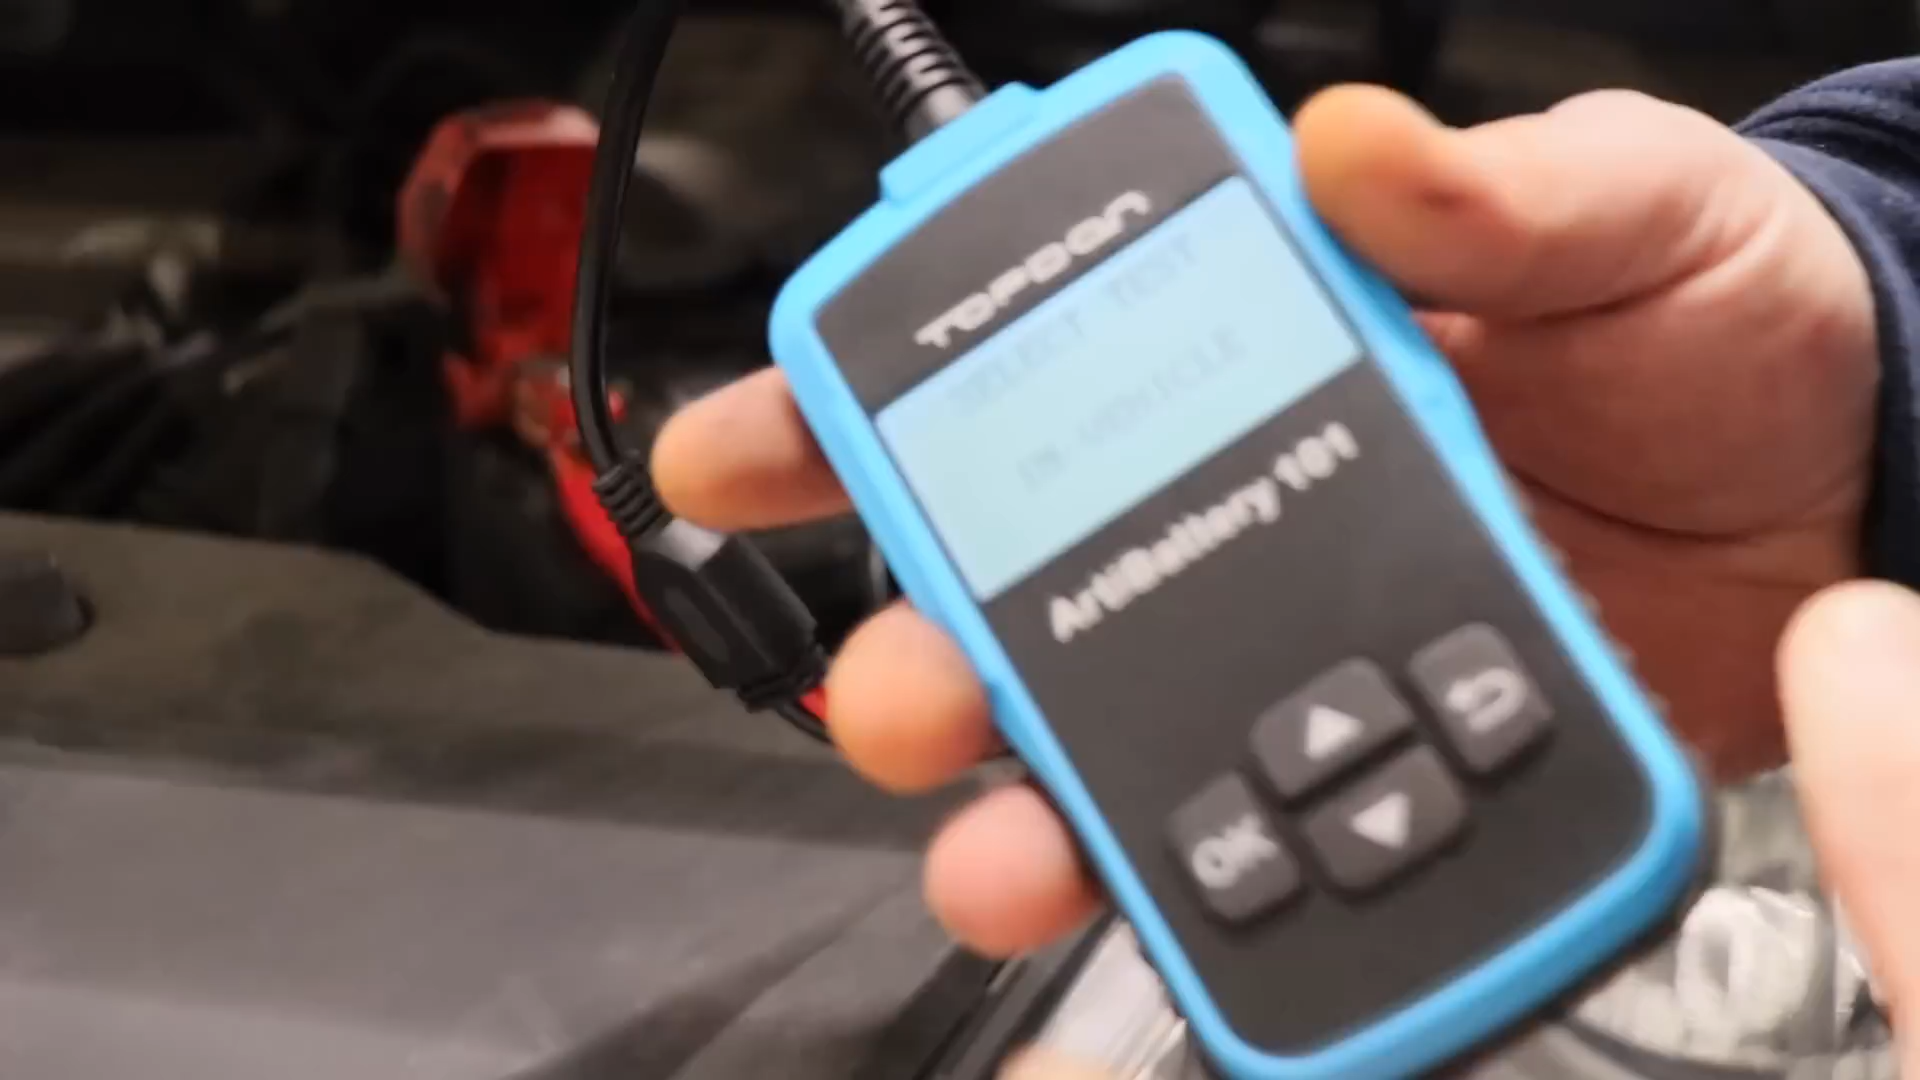 TOPDON
SELECT TEST
IN-VEHICLE
ArtiBattery 101
OK